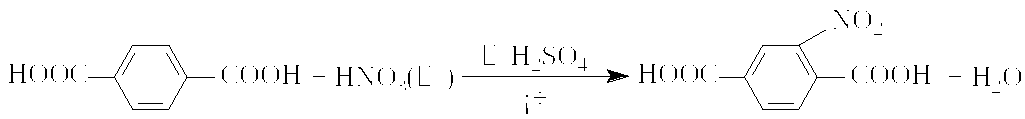 HOOC COOH - HNO₃(□ ) □ H₂SO₄ ¡÷ HOOC NO₂ COOH - H₂O